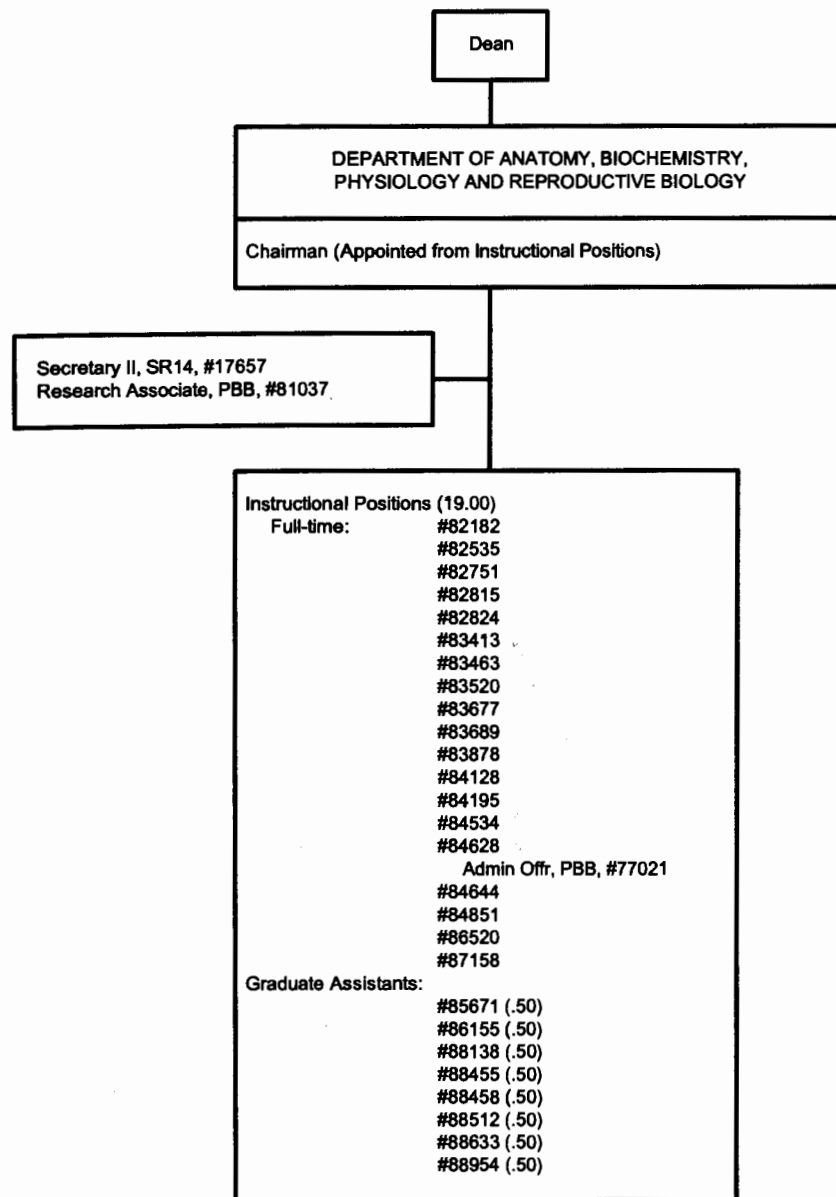 Dean
DEPARTMENT OF ANATOMY, BIOCHEMISTRY,
PHYSIOLOGY AND REPRODUCTIVE BIOLOGY
Chairman (Appointed from Instructional Positions)
Secretary II, SR14, #17657
Research Associate, PBB, #81037
Instructional Positions (19.00)
Full-time: #82182
#82535
#82751
#82815
#82824
#83413
#83463
#83520
#83677
#83689
#83878
#84128
#84195
#84534
#84628
Admin Offr, PBB, #77021
#84644
#84851
#86520
#87158
Graduate Assistants:
#85671 (.50)
#86155 (.50)
#88138 (.50)
#88455 (.50)
#88458 (.50)
#88512 (.50)
#88633 (.50)
#88954 (.50)